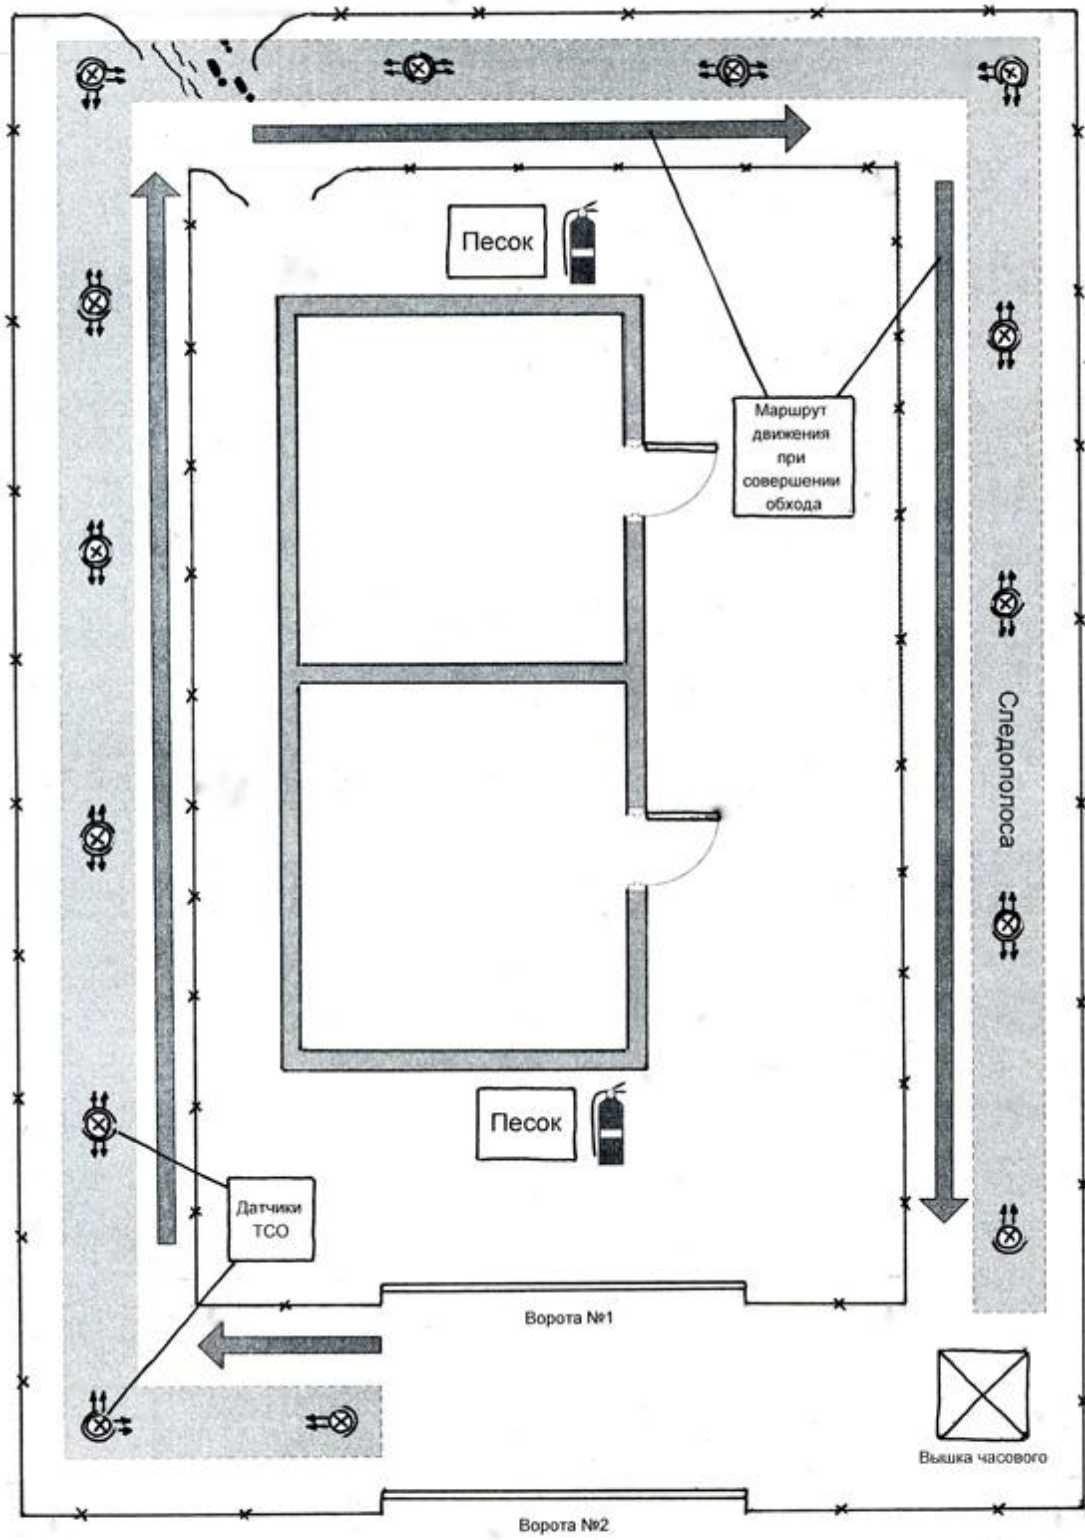 Песок
Маршрут
движения
при
совершении
обхода
Следополоса
Песок
Датчики
ТСО
Ворота №1
Вышка часового
Ворота №2